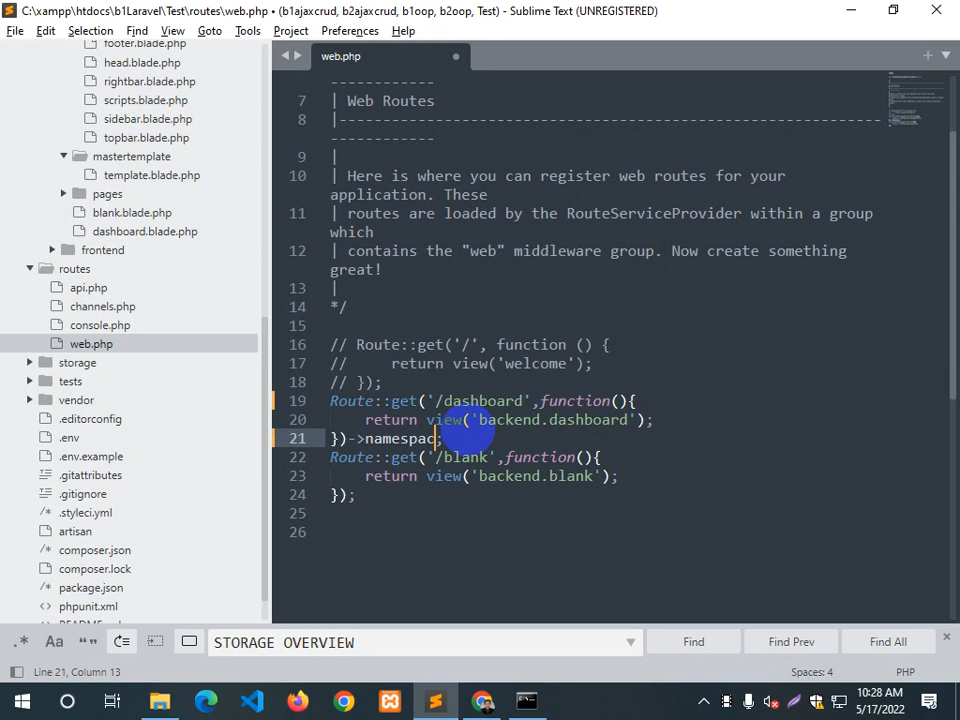 C:\xampp\htdocs\b1Laravel\Test\routes\web.php • (b1ajaxcrud, b2ajaxcrud, b1oop, b2oop, Test) - Sublime Text (UNREGISTERED)
File Edit Selection Find View Goto Tools Project Preferences Help
footer.blade.php
head.blade.php
rightbar.blade.php
scripts.blade.php
sidebar.blade.php
topbar.blade.php
mastertemplate
template.blade.php
pages
blank.blade.php
dashboard.blade.php
frontend
routes
api.php
channels.php
console.php
web.php
storage
tests
vendor
.editorconfig
.env
.env.example
.gitattributes
.gitignore
.styleci.yml
artisan
composer.json
composer.lock
package.json
phpunit.xml
web.php
------------
7 | Web Routes
8 |--------------------------------------------------------------
------------
9 |
10 | Here is where you can register web routes for your
application. These
11 | routes are loaded by the RouteServiceProvider within a group
which
12 | contains the "web" middleware group. Now create something
great!
13 |
14 */
15
16 // Route::get('/', function () {
17 //     return view('welcome');
18 // });
19 Route::get('/dashboard',function(){
20     return view('backend.dashboard');
21 })->namespac;
22 Route::get('/blank',function(){
23     return view('backend.blank');
24 });
25
26
.* Aa “” STORAGE OVERVIEW Find Find Prev Find All
Line 21, Column 13 Spaces: 4 PHP
10:28 AM
5/17/2022